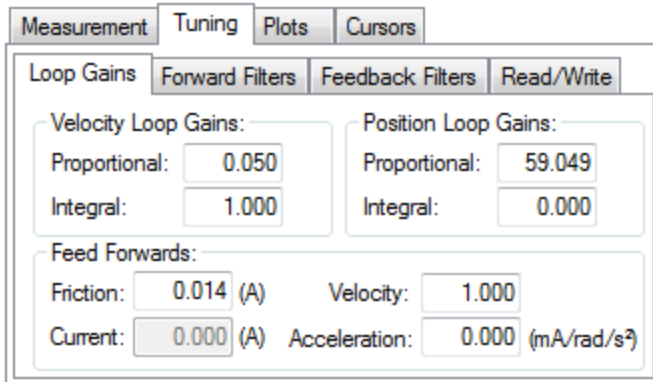 Measurement Tuning Plots Cursors
Loop Gains Forward Filters Feedback Filters Read/Write
Velocity Loop Gains: Position Loop Gains:
Proportional: 0.050 Proportional: 59.049
Integral: 1.000 Integral: 0.000
Feed Forwards:
Friction: 0.014 (A) Velocity: 1.000
Current: 0.000 (A) Acceleration: 0.000 (mA/rad/s²)